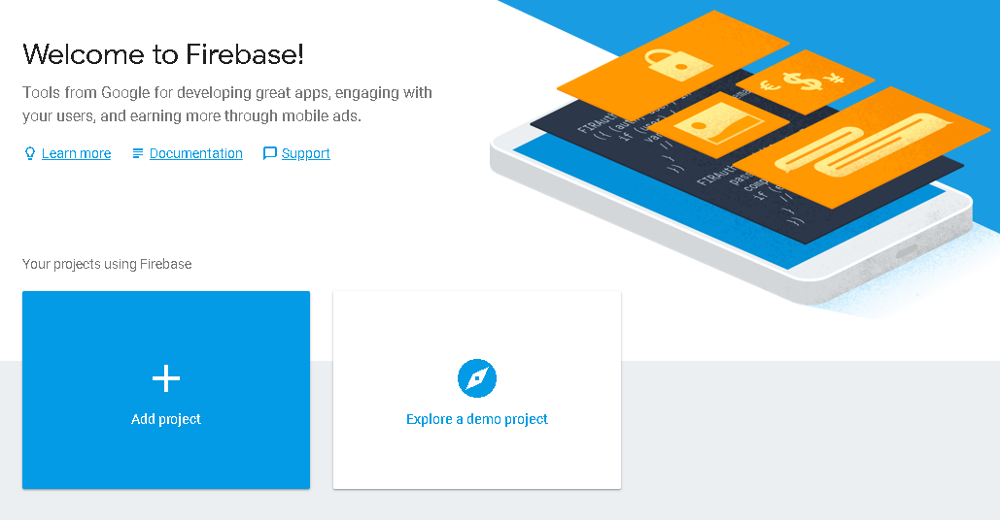 Welcome to Firebase!
Tools from Google for developing great apps, engaging with
your users, and earning more through mobile ads.
Learn more Documentation Support
Your projects using Firebase
Add project
Explore a demo project